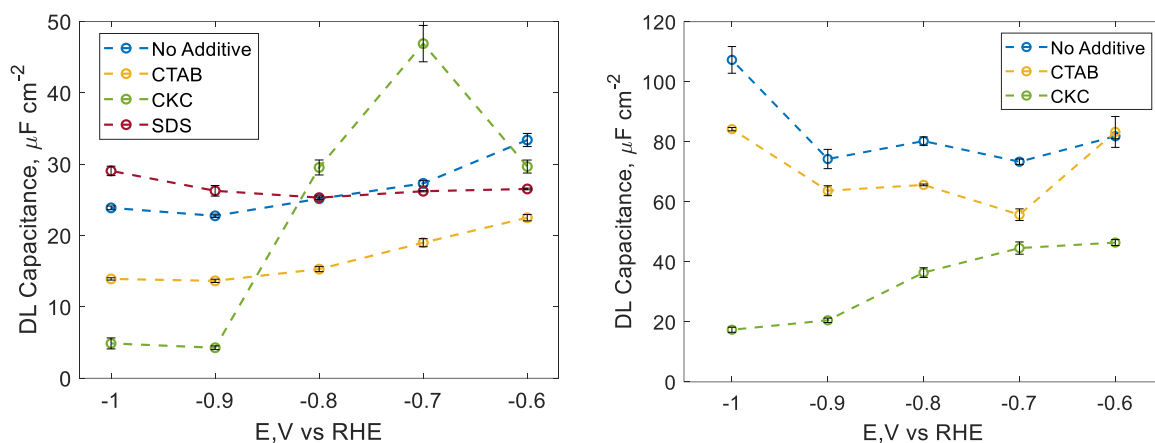 DL Capacitance, μF cm⁻²
50
40
30
20
10
0
No Additive
CTAB
CKC
SDS
-1 -0.9 -0.8 -0.7 -0.6
E,V vs RHE
DL Capacitance, μF cm⁻²
120
100
80
60
40
20
0
No Additive
CTAB
CKC
-1 -0.9 -0.8 -0.7 -0.6
E,V vs RHE